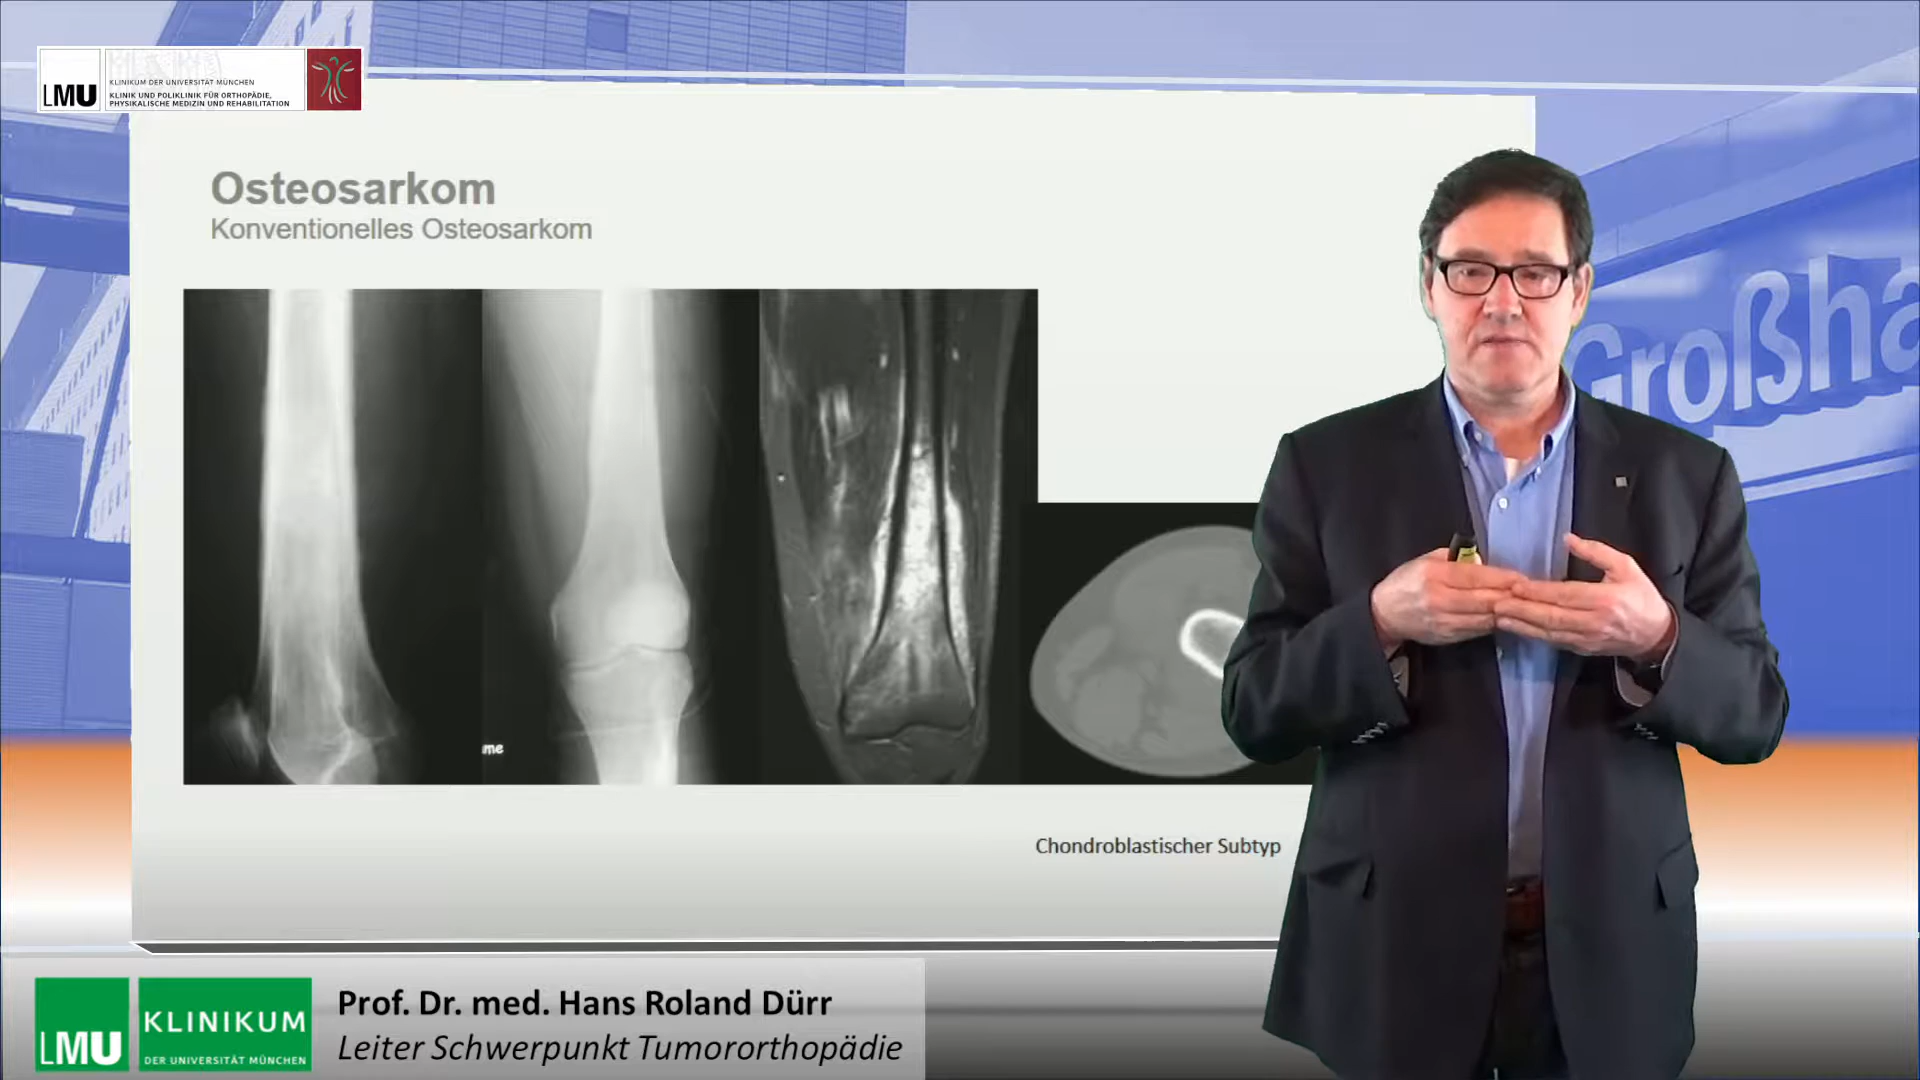 LMU
KLINIKUM DER UNIVERSITÄT MÜNCHEN
KLINIK UND POLIKLINIK FÜR ORTHOPÄDIE,
PHYSIKALISCHE MEDIZIN UND REHABILITATION
Osteosarkom
Konventionelles Osteosarkom
Großha
me
Chondroblastischer Subtyp
LMU
KLINIKUM
DER UNIVERSITÄT MÜNCHEN
Prof. Dr. med. Hans Roland Dürr
Leiter Schwerpunkt Tumororthopädie